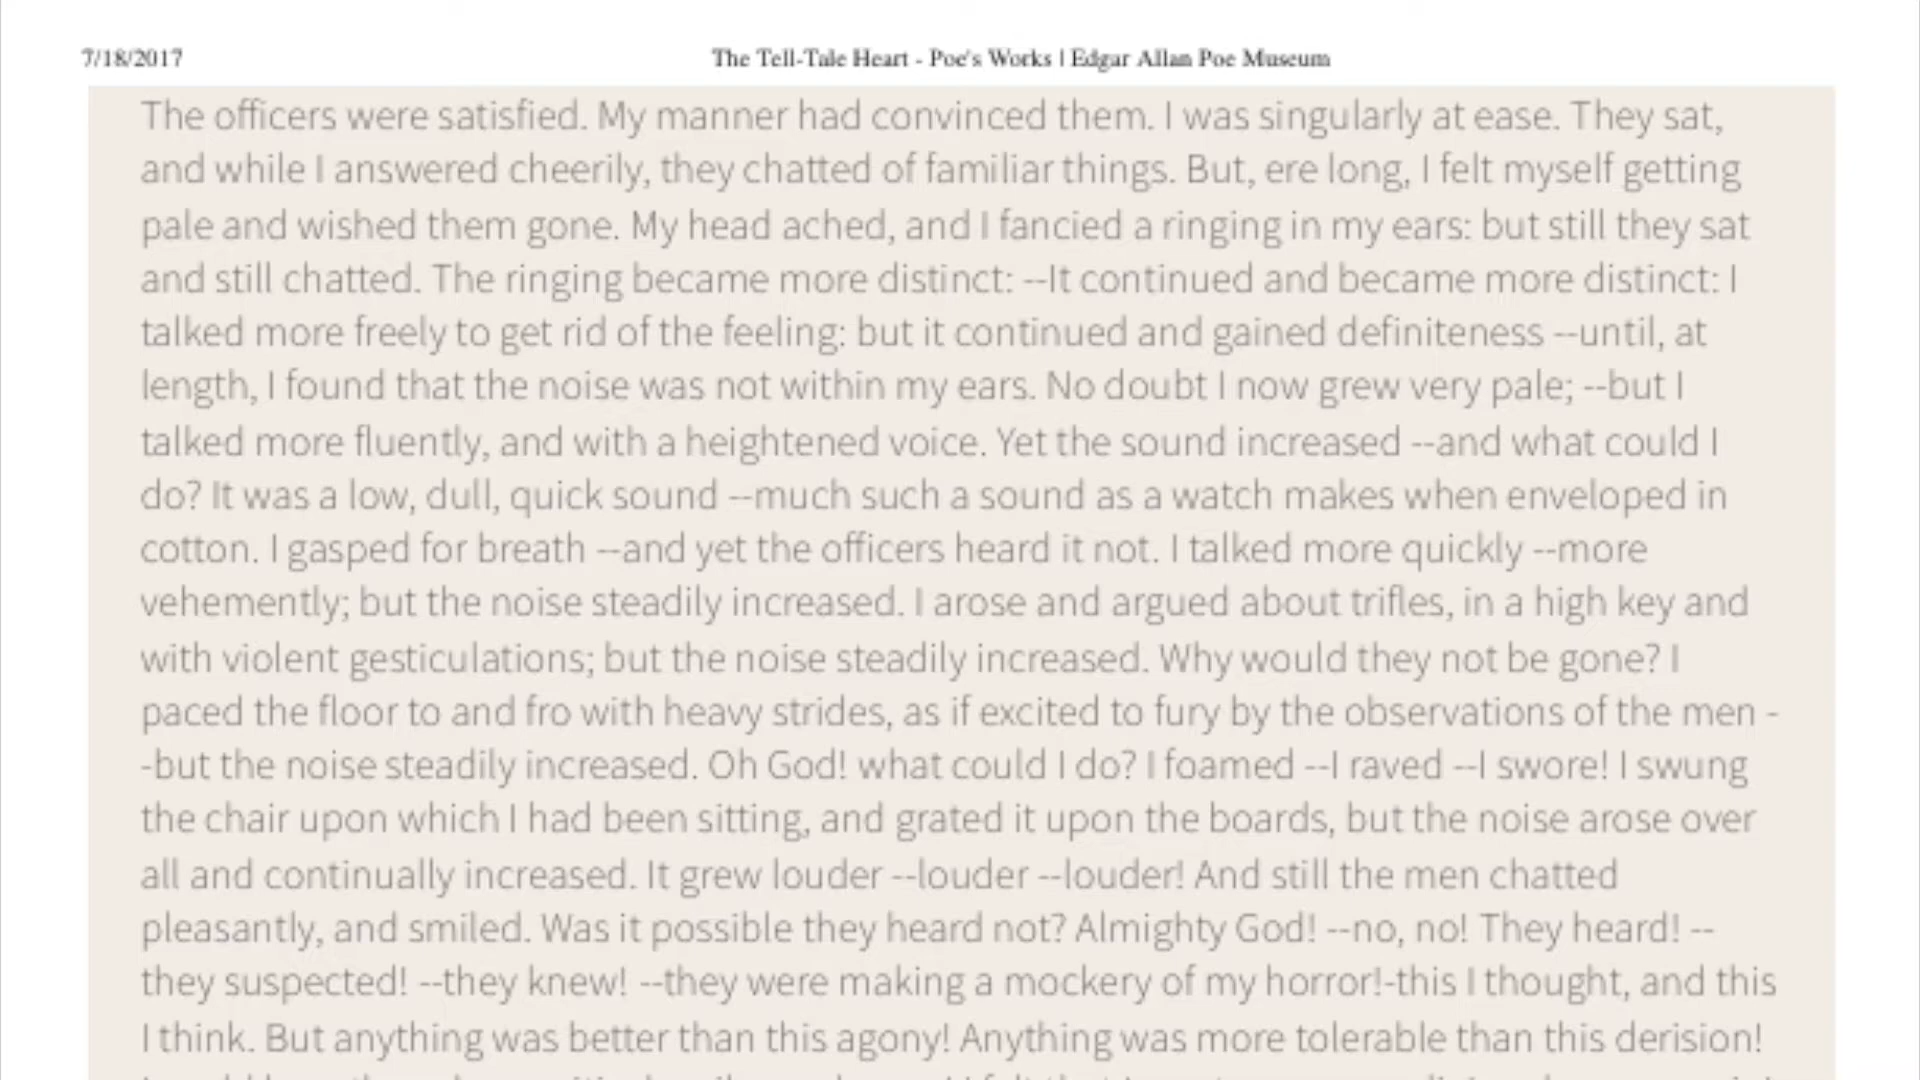 7/18/2017
The Tell-Tale Heart - Poe's Works | Edgar Allan Poe Museum
The officers were satisfied. My manner had convinced them. I was singularly at ease. They sat,
and while I answered cheerily, they chatted of familiar things. But, ere long, I felt myself getting
pale and wished them gone. My head ached, and I fancied a ringing in my ears: but still they sat
and still chatted. The ringing became more distinct: --It continued and became more distinct: I
talked more freely to get rid of the feeling: but it continued and gained definiteness --until, at
length, I found that the noise was not within my ears. No doubt I now grew very pale; --but I
talked more fluently, and with a heightened voice. Yet the sound increased --and what could I
do? It was a low, dull, quick sound --much such a sound as a watch makes when enveloped in
cotton. I gasped for breath --and yet the officers heard it not. I talked more quickly --more
vehemently; but the noise steadily increased. I arose and argued about trifles, in a high key and
with violent gesticulations; but the noise steadily increased. Why would they not be gone? I
paced the floor to and fro with heavy strides, as if excited to fury by the observations of the men -
-but the noise steadily increased. Oh God! what could I do? I foamed --I raved --I swore! I swung
the chair upon which I had been sitting, and grated it upon the boards, but the noise arose over
all and continually increased. It grew louder --louder --louder! And still the men chatted
pleasantly, and smiled. Was it possible they heard not? Almighty God! --no, no! They heard! --
they suspected! --they knew! --they were making a mockery of my horror!-this I thought, and this
I think. But anything was better than this agony! Anything was more tolerable than this derision!